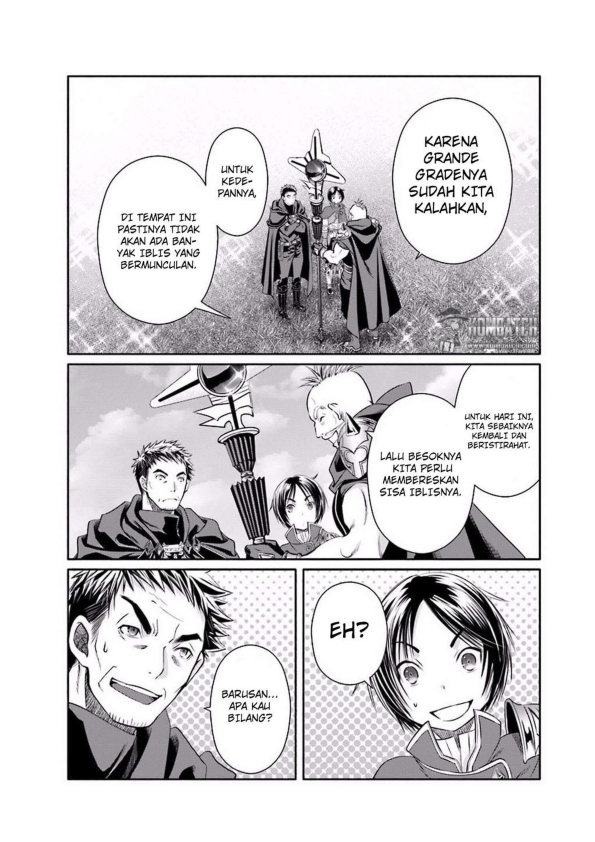 KARENA
GRANDE
GRADENYA
SUDAH KITA
KALAHKAN,
UNTUK
KEDE-
PANNYA,
DI TEMPAT INI
PASTINYA TIDAK
AKAN ADA BAN-
YAK IBLIS YANG
BERMUNCULAN.
KOMBATCH
UNTUK HARI INI,
KITA SEBAIKNYA
KEMBALI DAN
BERISTIRAHAT.
LALU BESOKNYA
KITA PERLU
MEMBERESKAN
SISA IBLISNYA.
EH?
BARUSAN...
APA KAU
BILANG?